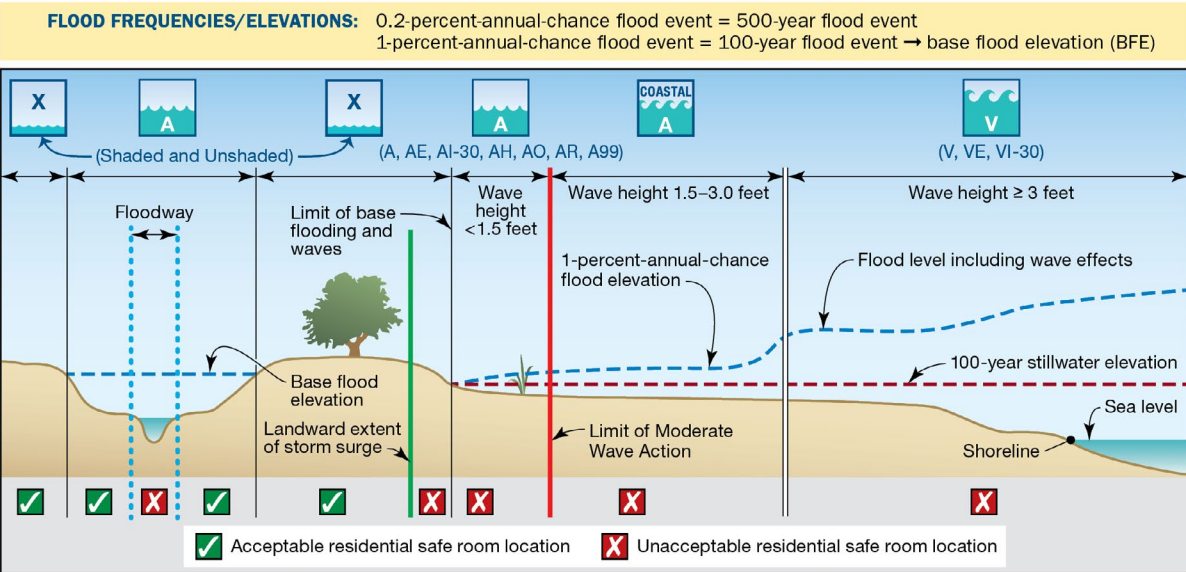 FLOOD FREQUENCIES/ELEVATIONS: 0.2-percent-annual-chance flood event = 500-year flood event
1-percent-annual-chance flood event = 100-year flood event → base flood elevation (BFE)
X
A
X
A
COASTAL
A
V
(Shaded and Unshaded)
(A, AE, AI-30, AH, AO, AR, A99)
(V, VE, VI-30)
Floodway
Limit of base
flooding and
waves
Wave
height
<1.5 feet
Wave height 1.5–3.0 feet
Wave height ≥ 3 feet
1-percent-annual-chance
flood elevation
Flood level including wave effects
100-year stillwater elevation
Base flood
elevation
Landward extent
of storm surge
Limit of Moderate
Wave Action
Sea level
Shoreline
Acceptable residential safe room location
Unacceptable residential safe room location